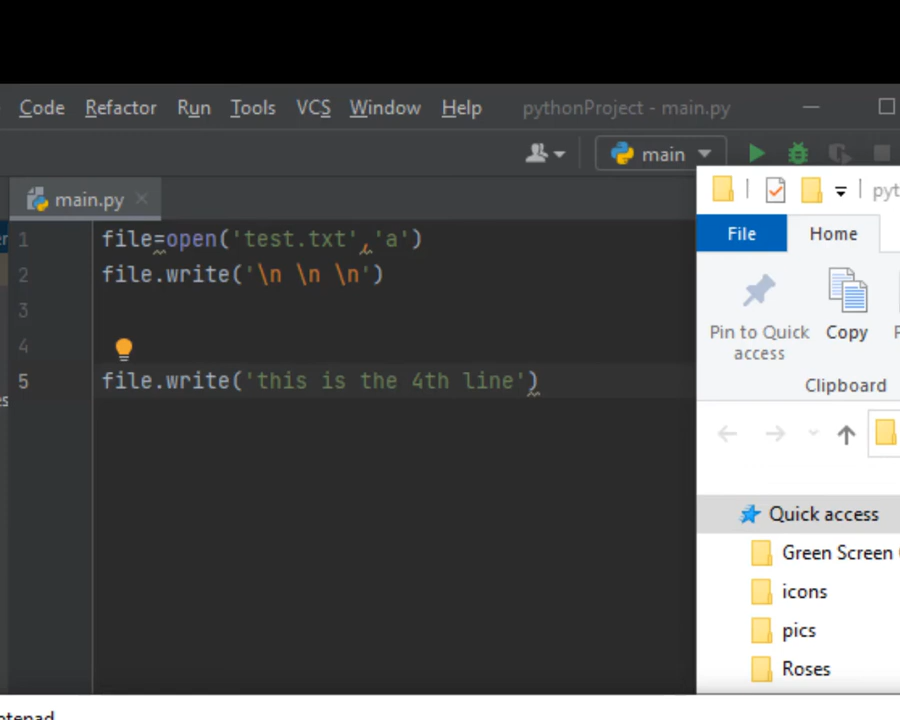 Code Refactor Run Tools VCS Window Help pythonProject - main.py
main
main.py
1 file=open('test.txt','a')
2 file.write('\n \n \n')
3
4
5 file.write('this is the 4th line')
File Home
Pin to Quick access
Copy
Clipboard
Quick access
Green Screen
icons
pics
Roses